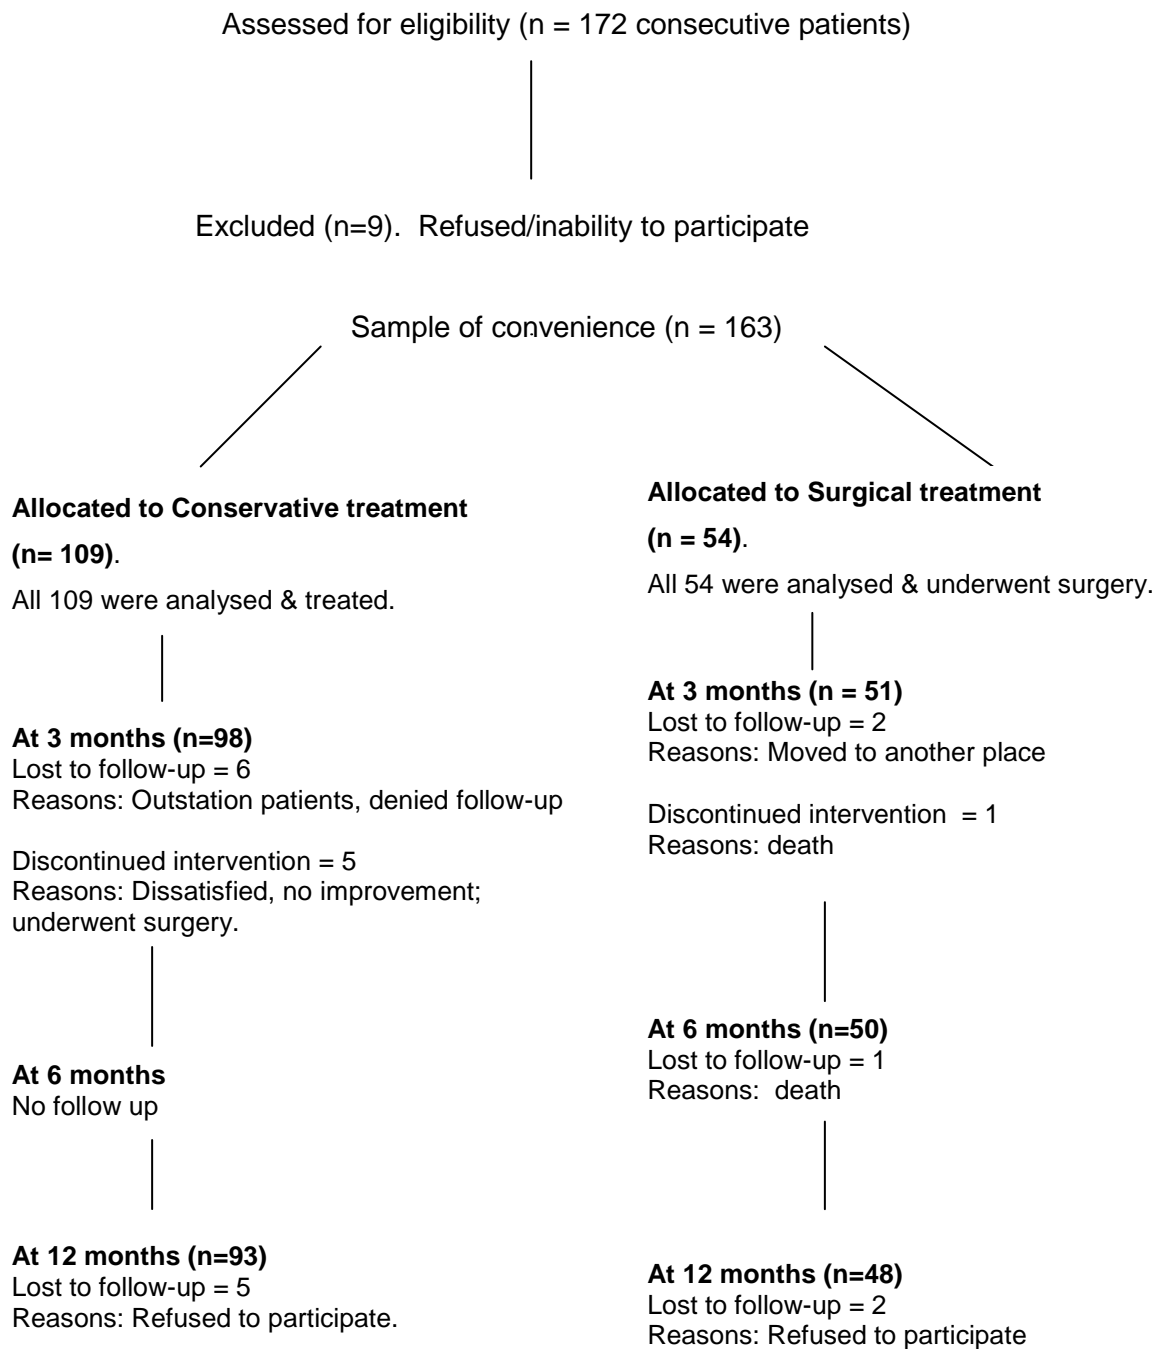 Assessed for eligibility (n = 172 consecutive patients)
Excluded (n=9).  Refused/inability to participate
Sample of convenience (n = 163)
Allocated to Conservative treatment
(n= 109).
All 109 were analysed & treated.
At 3 months (n=98)
Lost to follow-up = 6
Reasons: Outstation patients, denied follow-up
Discontinued intervention = 5
Reasons: Dissatisfied, no improvement;
underwent surgery.
At 6 months
No follow up
At 12 months (n=93)
Lost to follow-up = 5
Reasons: Refused to participate.
Allocated to Surgical treatment
(n = 54).
All 54 were analysed & underwent surgery.
At 3 months (n = 51)
Lost to follow-up = 2
Reasons: Moved to another place
Discontinued intervention  = 1
Reasons: death
At 6 months (n=50)
Lost to follow-up = 1
Reasons:  death
At 12 months (n=48)
Lost to follow-up = 2
Reasons: Refused to participate